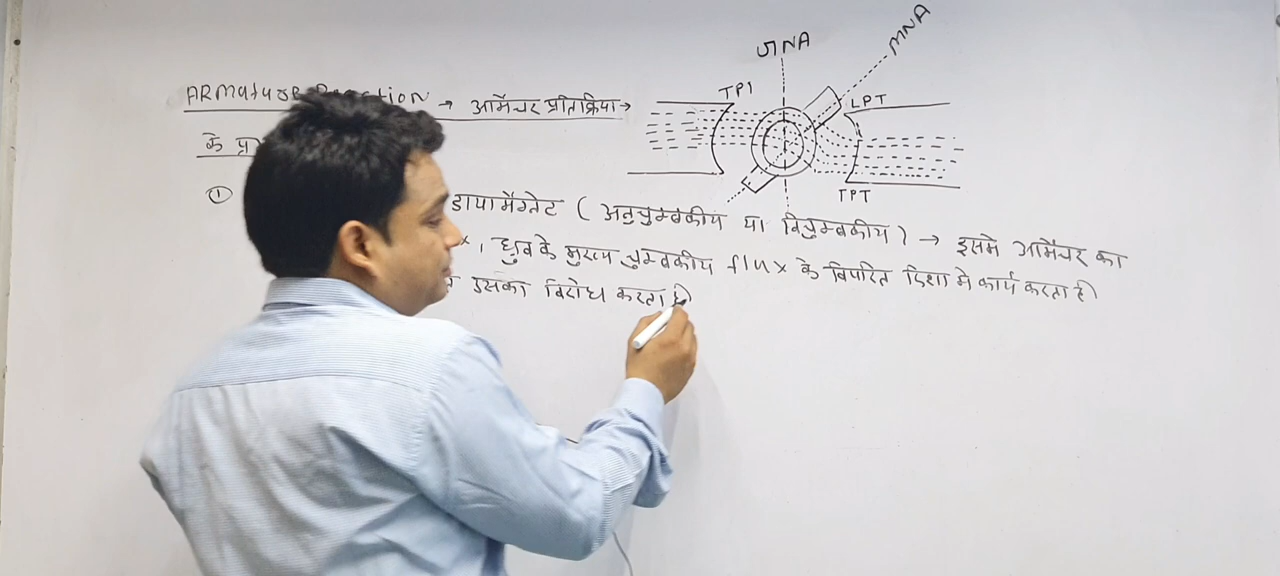 GNA
MNA
TPI
LPT
ARMature Reaction → आर्मेचर प्रतिक्रिया →
TPT
के प्र
① डायामैग्नेट ( अनुचुम्बकीय या विचुम्बकीय ) → इसमे आर्मेचर का
x, ध्रुव के मुख्य चुम्बकीय flux के विपरित दिशा मे कार्य करता है।
उसका विरोध करता है